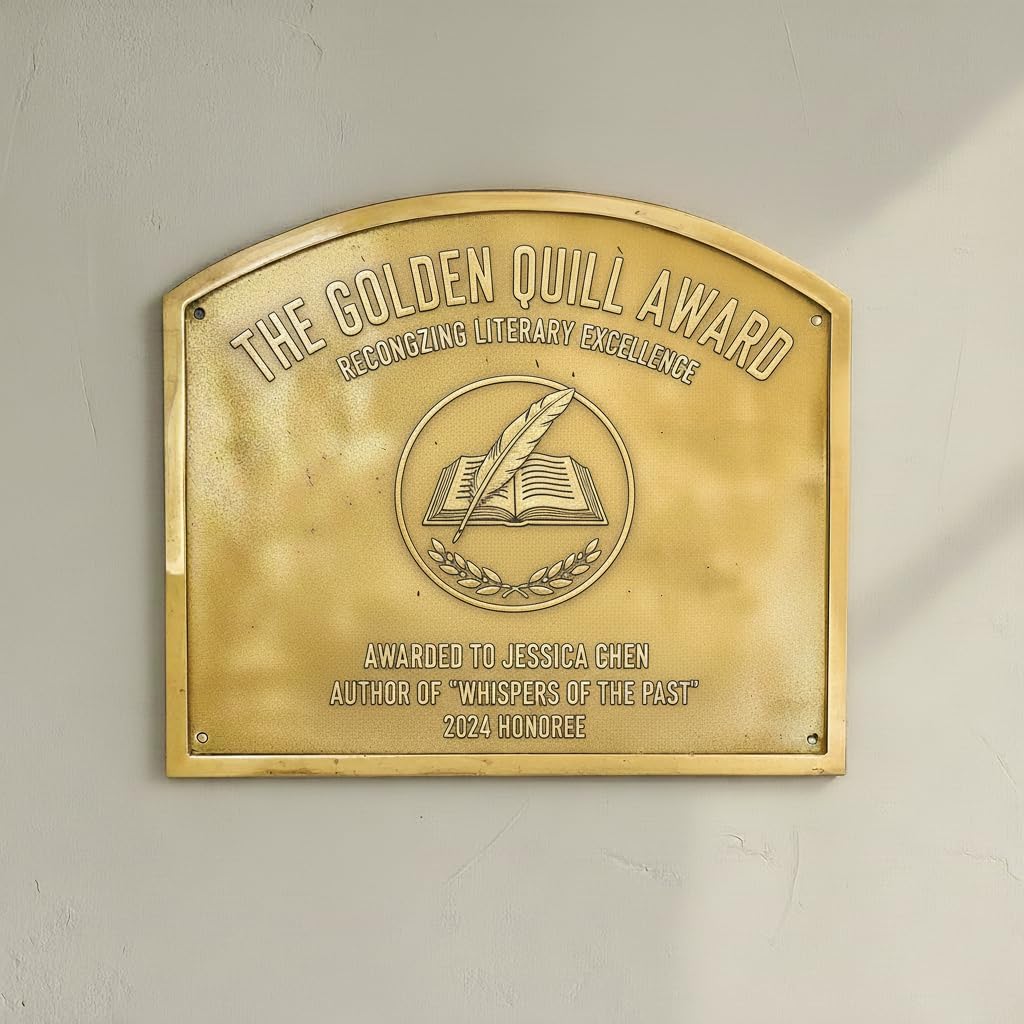 THE GOLDEN QUILL AWARD
RECONGZING LITERARY EXCELLENCE
AWARDED TO JESSICA CHEN
AUTHOR OF "WHISPERS OF THE PAST"
2024 HONOREE